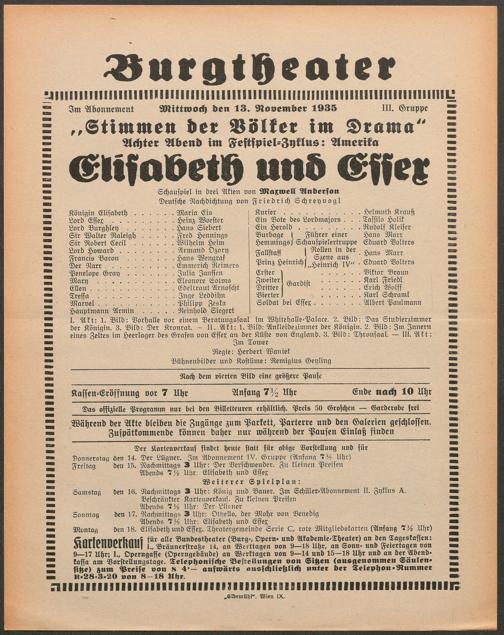 Burgtheater
Im Abonnement Mittwoch den 13. November 1935 III. Gruppe
„Stimmen der Völker im Drama“
Achter Abend im Festspiel-Zyklus: Amerika
Elisabeth und Essex
Schauspiel in drei Akten von Maxwell Anderson
Deutsche Nachdichtung von Friedrich Schreyvogl
Königin Elisabeth . . . Maria Eis
Lord Essex . . . Heinz Woester
Lord Burghley . . . Hans Siebert
Sir Walter Raleigh . . . Fred Hennings
Sir Robert Cecil . . . Wilhelm Heim
Lord Howard . . . Armand Ozory
Francis Bacon . . . Hans Wengraf
Der Narr . . . Emmerich Reimers
Penelope Gray . . . Julia Janssen
Mary . . . Eleonore Solms
Ellen . . . Edeltraut Arnoscht
Tressa . . . Inge Leddihn
Marvel . . . Philipp Zeska
Hauptmann Armin . . . Reinhold Siegert
Kurier . . . Helmuth Krauß
Ein Bote des Lordmajors . . . Tassilo Holik
Ein Herold . . . Rudolf Kleiser
Burbage } Führer einer . . . Hans Marr
Hemmings } Schauspielertruppe . . . Eduard Volters
Fallstaff } Rollen in der . . . Hans Marr
Prinz Heinrich } Szene aus „Heinrich IV“ . . . Eduard Volters
Erster . . . Viktor Braun
Zweiter } Gardist . . . Karl Friedl
Dritter . . . Erich Wolff
Vierter . . . Karl Schraml
Soldat bei Essex . . . Albert Paulmann
I. Akt: 1. Bild: Vorhalle vor einem Beratungssaal im Whitehalle-Palace. 2. Bild: Das Studierzimmer
der Königin. 3. Bild: Der Kronrat. — II. Akt: 1. Bild: Ankleidezimmer der Königin. 2. Bild: Im Innern
eines Zeltes im Heerlager des Grafen von Essex an der Küste von England. 3. Bild: Thronsaal. — III. Akt:
Im Tower
Regie: Herbert Waniek
Bühnenbilder und Kostüme: Remigius Geyling
Nach dem vierten Bild eine größere Pause
Kassen-Eröffnung vor 7 Uhr Anfang 7½ Uhr Ende nach 10 Uhr
Das offizielle Programm nur bei den Billetteuren erhältlich. Preis 50 Groschen — Garderobe frei
Während der Akte bleiben die Zugänge zum Parkett, Parterre und den Galerien geschlossen.
Zuspätkommende können daher nur während der Pausen Einlaß finden
Der Kartenverkauf findet heute statt für obige Vorstellung und für
Donnerstag den 14. Der Lügner. Im Abonnement IV. Gruppe (Anfang 7½ Uhr)
Freitag den 15. Nachmittags 3 Uhr: Der Verschwender. Zu kleinen Preisen
Abends 7½ Uhr: Elisabeth und Essex
Weiterer Spielplan:
Samstag den 16. Nachmittags 3 Uhr: König und Bauer. Im Schüler-Abonnement II. Zyklus A.
Beschränkter Kartenverkauf. Zu kleinen Preisen
Abends 7½ Uhr: Der Lügner
Sonntag den 17. Nachmittags 3 Uhr: Othello, der Mohr von Venedig
Abends 7½ Uhr: Elisabeth und Essex
Montag den 18. Elisabeth und Essex. Theatergemeinde Serie C, rote Mitgliedskarten (Anfang 7½ Uhr)
Kartenverkauf für alle Bundestheater (Burg-, Opern- und Akademie-Theater) an den Tageskassen:
I., Bräunerstraße 14, an Werktagen von 9—18 Uhr, an Sonn- und Feiertagen von
9—17 Uhr; I., Operngasse (Operngebäude) an Werktagen von 9—14 und 15—18 Uhr und an der Abend-
kasse am Vorstellungstage. Telephonische Bestellungen von Sitzen (ausgenommen Säulen-
sitze) zum Preise von S 4·— aufwärts ausschließlich unter der Telephon-Nummer
R-28-3-20 von 8—18 Uhr.
„Elbemühl“, Wien IX.